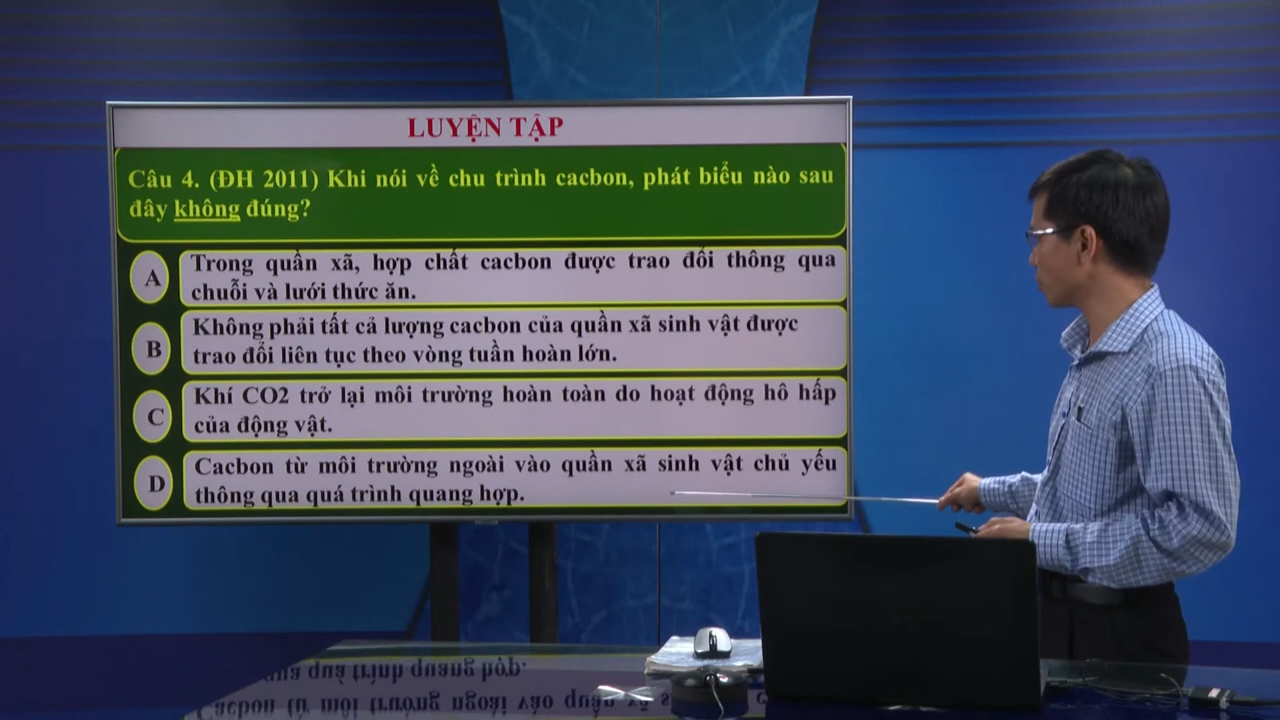 LUYỆN TẬP
Câu 4. (ĐH 2011) Khi nói về chu trình cacbon, phát biểu nào sau
đây không đúng?
A
Trong quần xã, hợp chất cacbon được trao đổi thông qua
chuỗi và lưới thức ăn.
B
Không phải tất cả lượng cacbon của quần xã sinh vật được
trao đổi liên tục theo vòng tuần hoàn lớn.
C
Khí CO2 trở lại môi trường hoàn toàn do hoạt động hô hấp
của động vật.
D
Cacbon từ môi trường ngoài vào quần xã sinh vật chủ yếu
thông qua quá trình quang hợp.